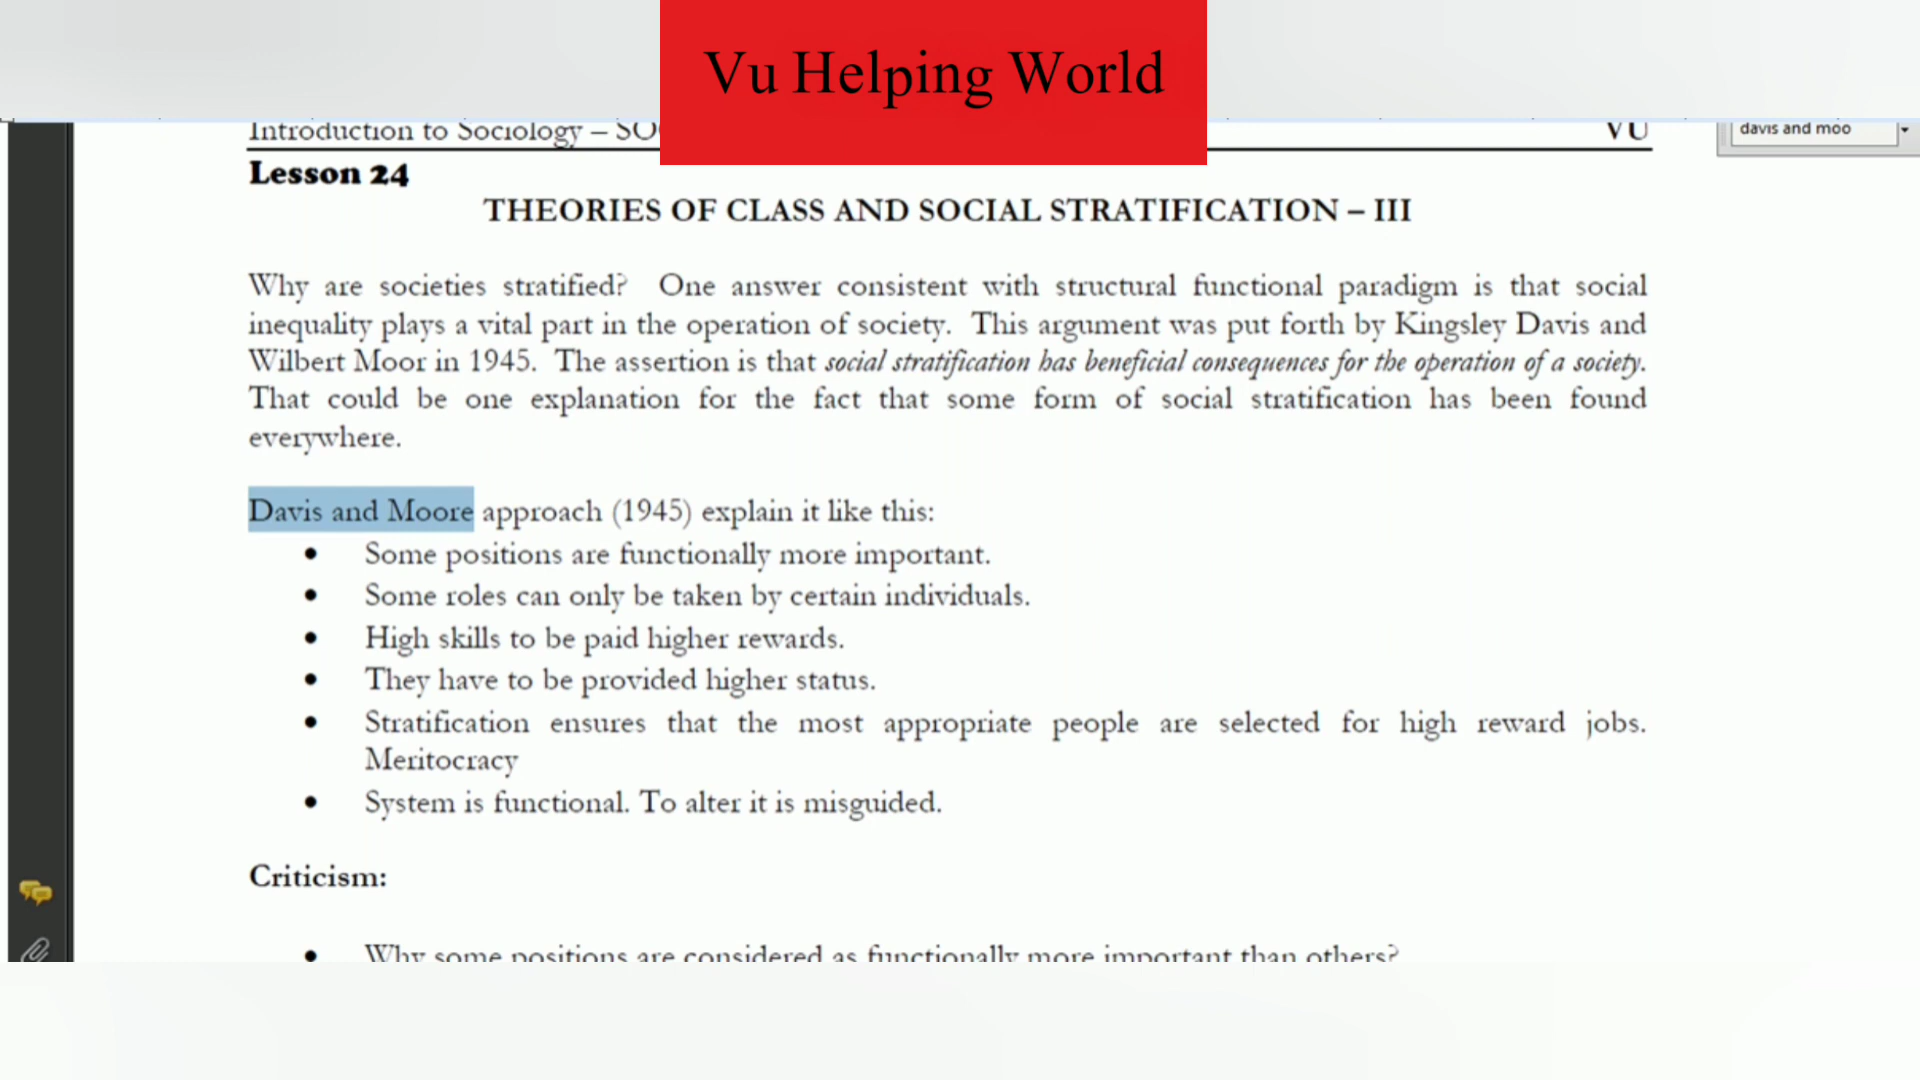 Vu Helping World
Introduction to Sociology – SO
VU
davis and moo
Lesson 24
THEORIES OF CLASS AND SOCIAL STRATIFICATION – III
Why are societies stratified? One answer consistent with structural functional paradigm is that social
inequality plays a vital part in the operation of society. This argument was put forth by Kingsley Davis and
Wilbert Moor in 1945. The assertion is that social stratification has beneficial consequences for the operation of a society.
That could be one explanation for the fact that some form of social stratification has been found
everywhere.
Davis and Moore approach (1945) explain it like this:
• Some positions are functionally more important.
• Some roles can only be taken by certain individuals.
• High skills to be paid higher rewards.
• They have to be provided higher status.
• Stratification ensures that the most appropriate people are selected for high reward jobs.
Meritocracy
• System is functional. To alter it is misguided.
Criticism:
• Why some positions are considered as functionally more important than others?